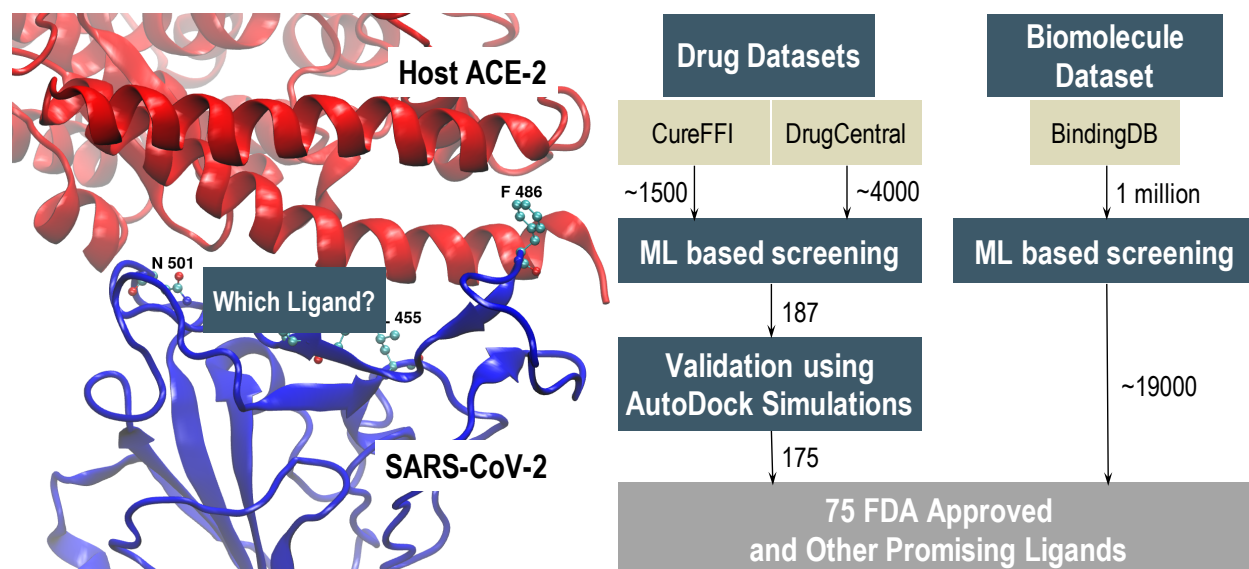 Host ACE-2
F 486
N 501
Which Ligand?
L 455
SARS-CoV-2
Drug Datasets
Biomolecule
Dataset
CureFFI
DrugCentral
BindingDB
~1500
~4000
1 million
ML based screening
ML based screening
187
Validation using
AutoDock Simulations
~19000
175
75 FDA Approved
and Other Promising Ligands